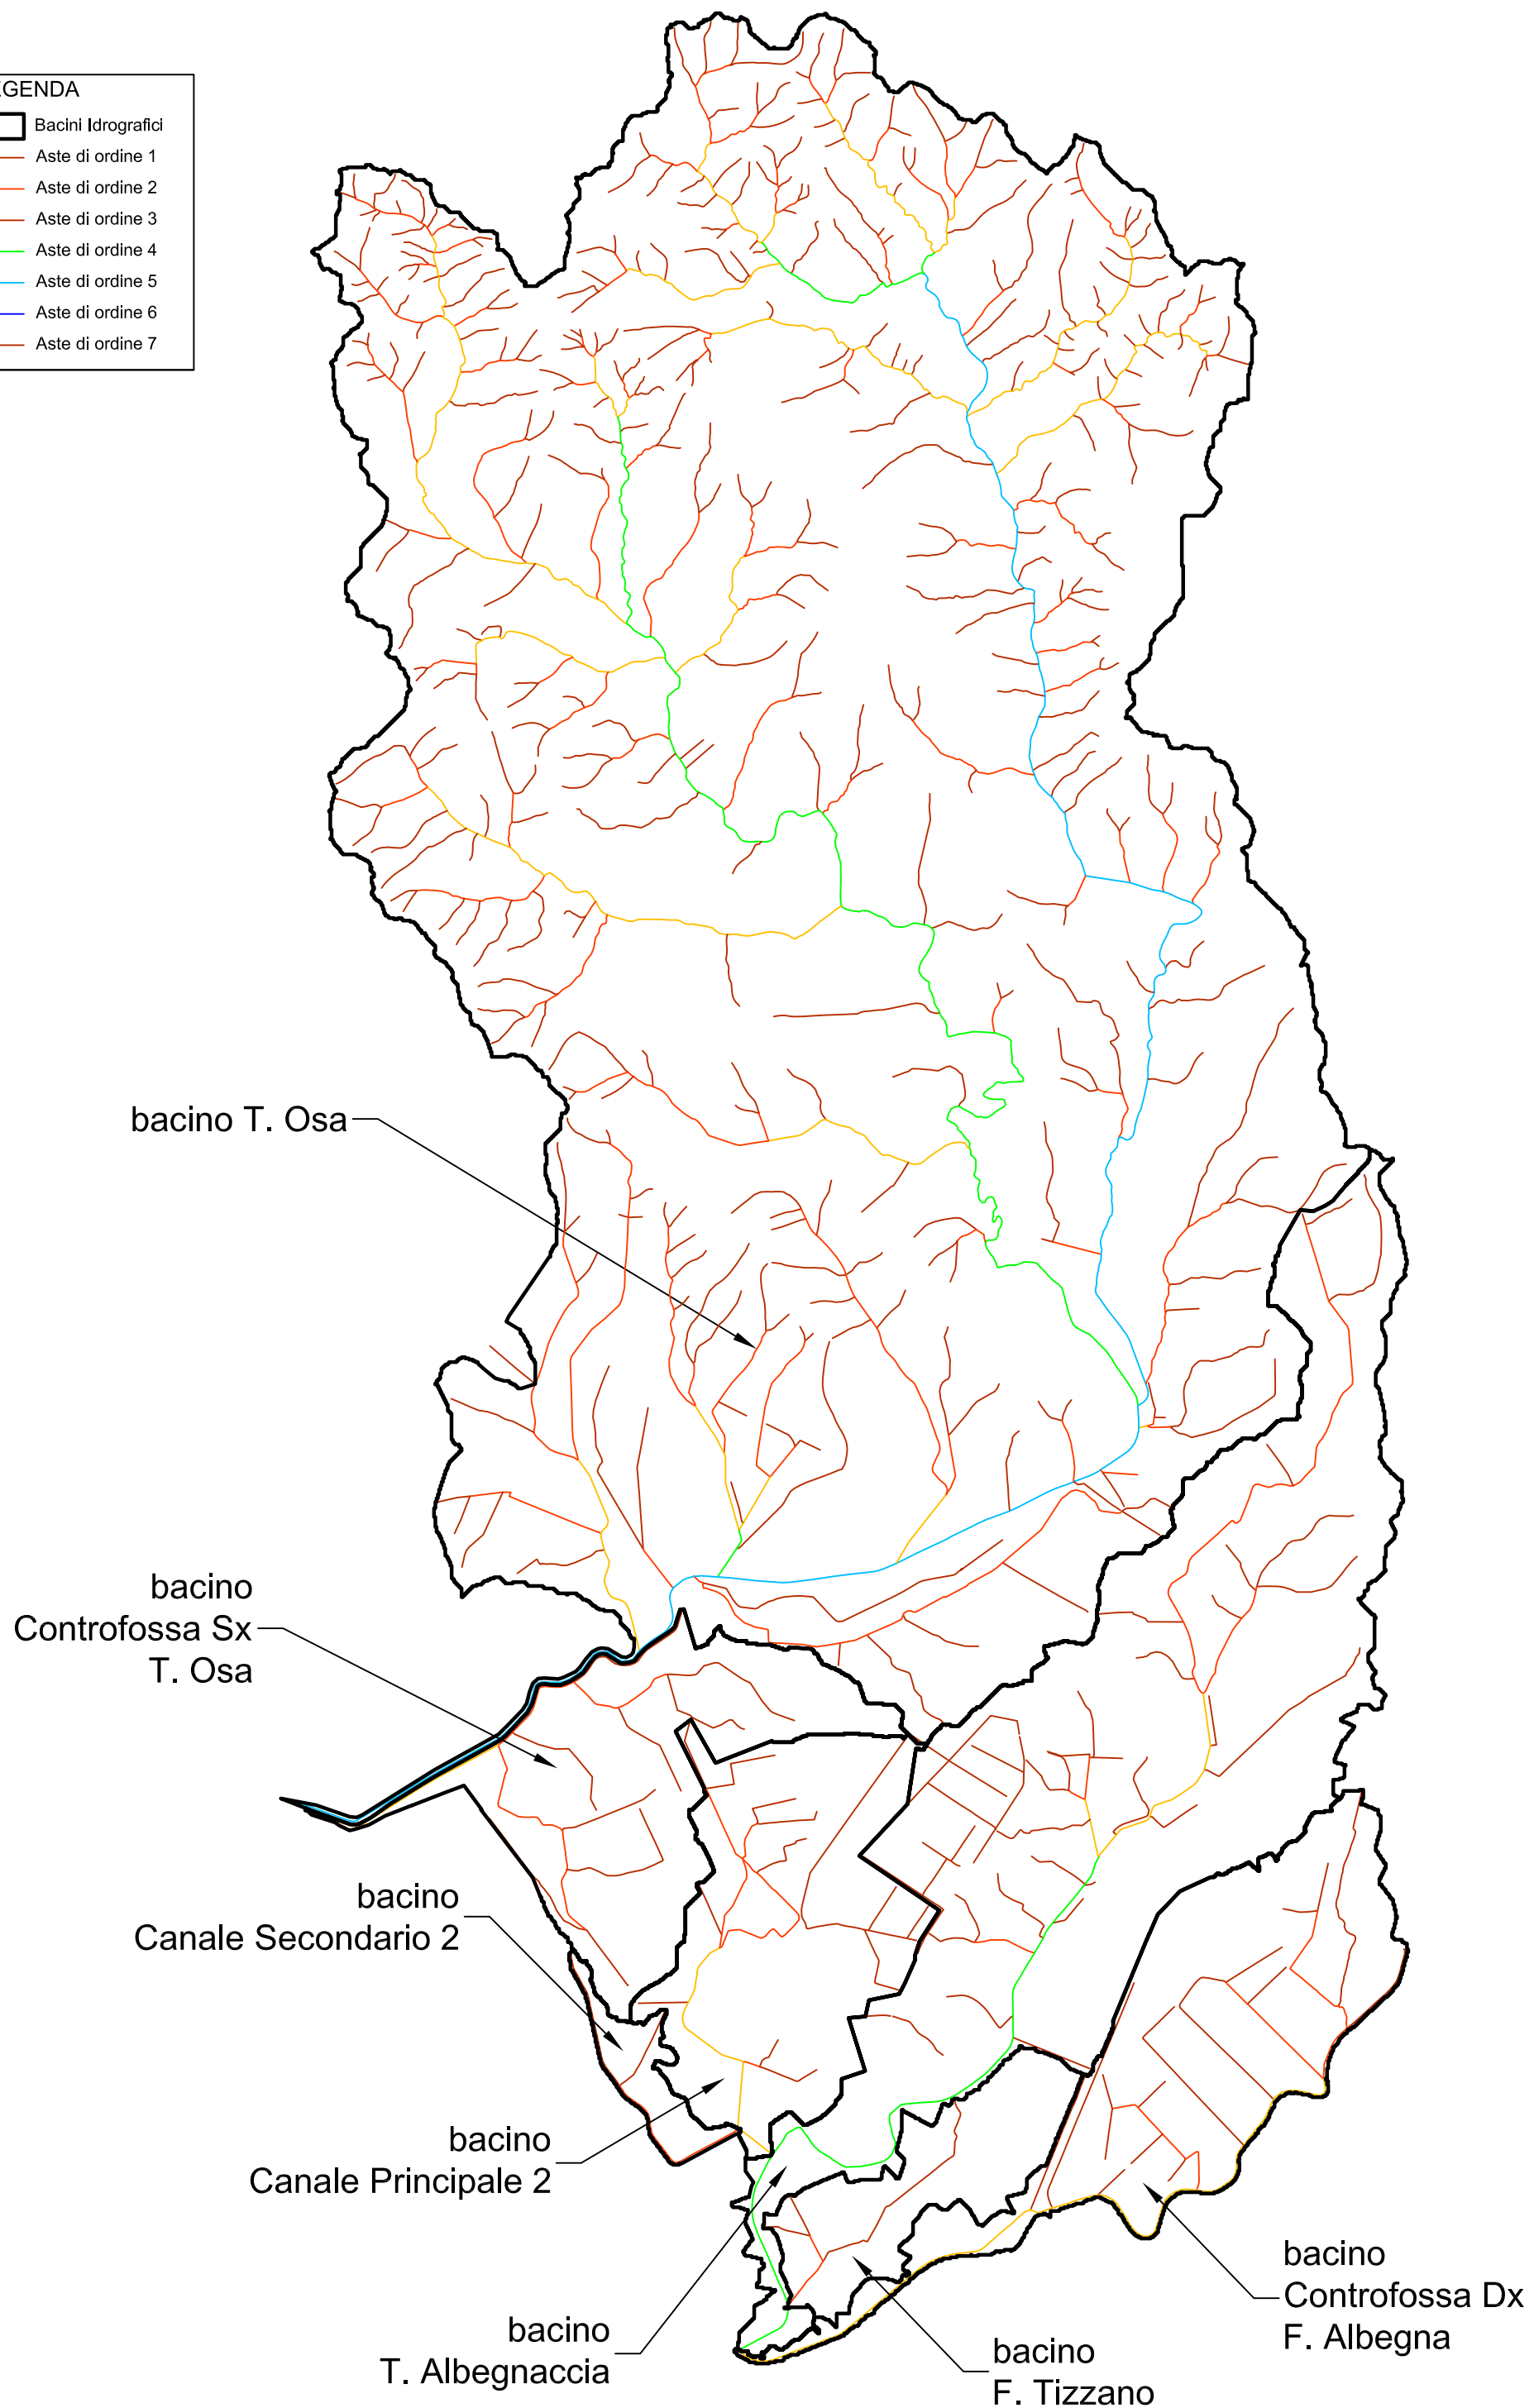 EGENDA
Bacini Idrografici
Aste di ordine 1
Aste di ordine 2
Aste di ordine 3
Aste di ordine 4
Aste di ordine 5
Aste di ordine 6
Aste di ordine 7
bacino T. Osa
bacino
Controfossa Sx
T. Osa
bacino
Canale Secondario 2
bacino
Canale Principale 2
bacino
T. Albegnaccia
bacino
F. Tizzano
bacino
Controfossa Dx
F. Albegna